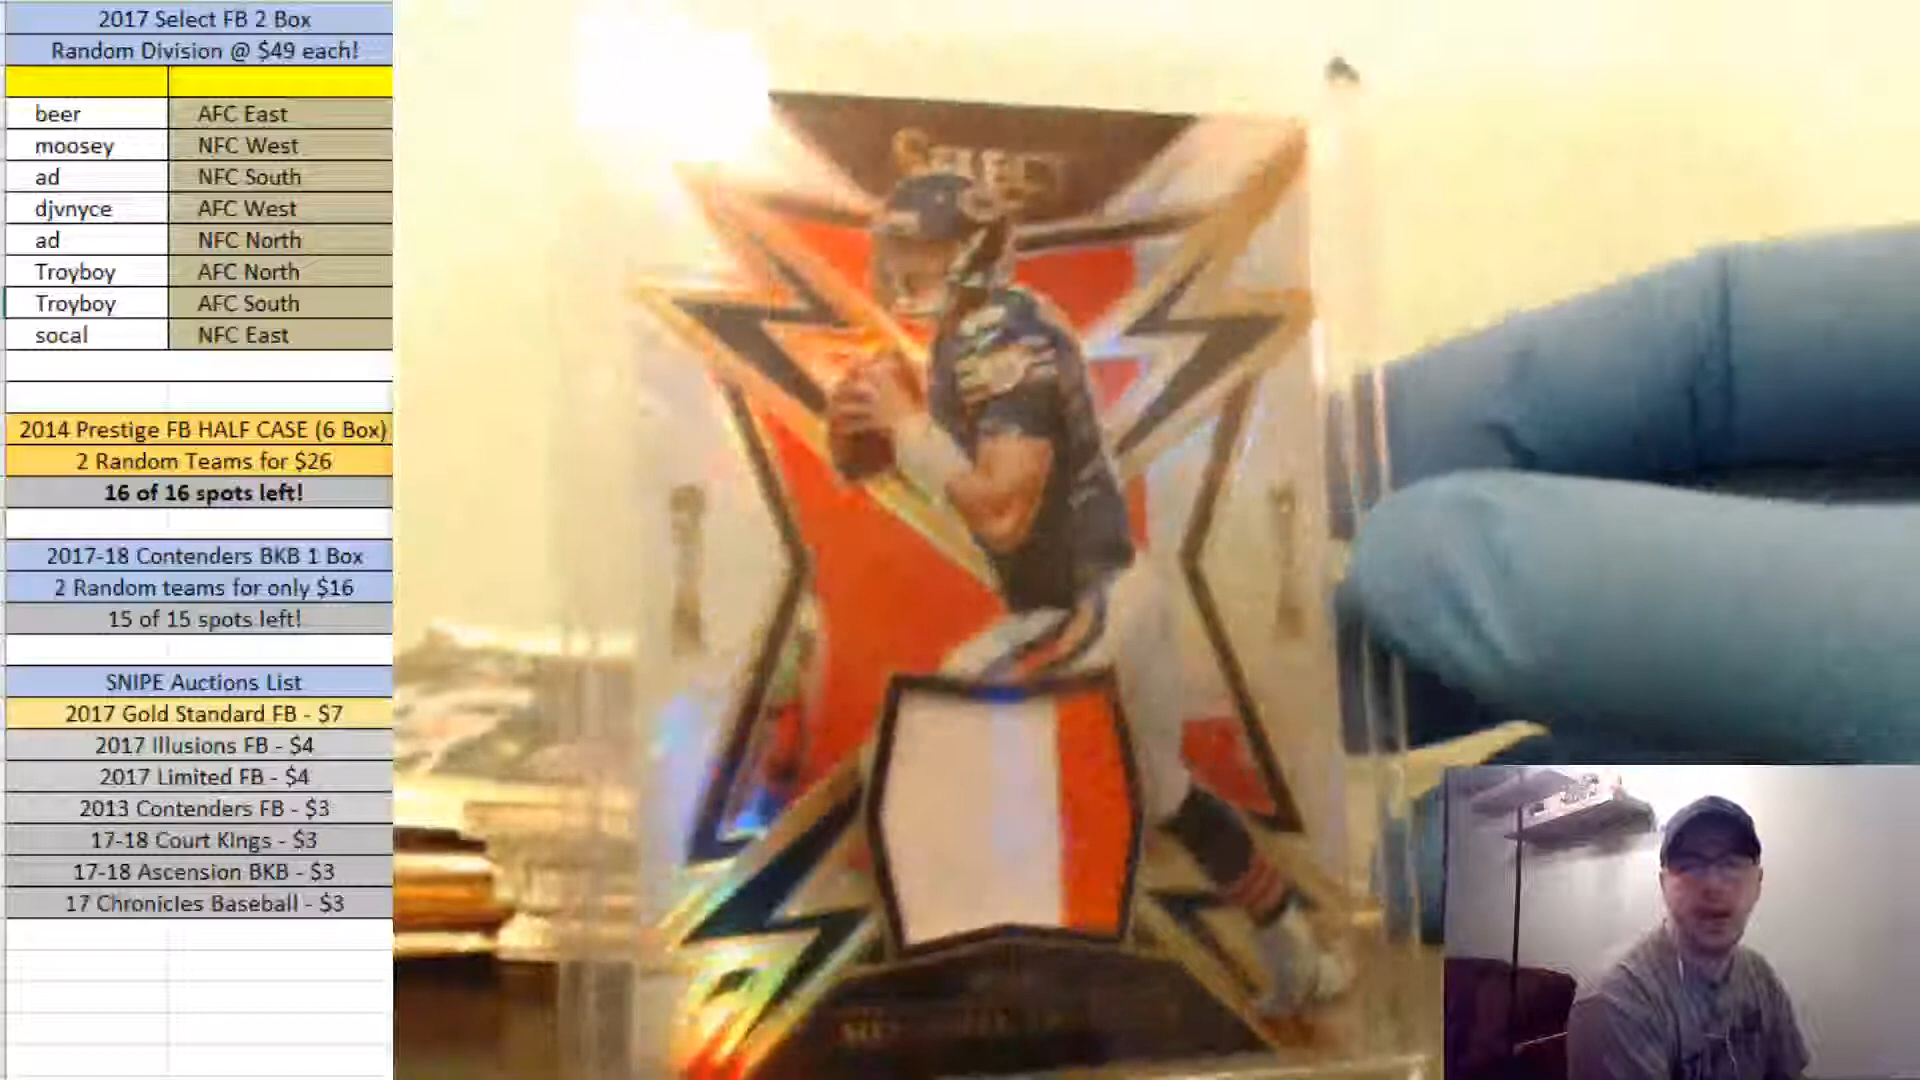 2017 Select FB 2 Box
Random Division @ $49 each!
beer AFC East
moosey NFC West
ad NFC South
djvnyce AFC West
ad NFC North
Troyboy AFC North
Troyboy AFC South
socal NFC East
2014 Prestige FB HALF CASE (6 Box)
2 Random Teams for $26
16 of 16 spots left!
2017-18 Contenders BKB 1 Box
2 Random teams for only $16
15 of 15 spots left!
SNIPE Auctions List
2017 Gold Standard FB - $7
2017 Illusions FB - $4
2017 Limited FB - $4
2013 Contenders FB - $3
17-18 Court Kings - $3
17-18 Ascension BKB - $3
17 Chronicles Baseball - $3
SELECT